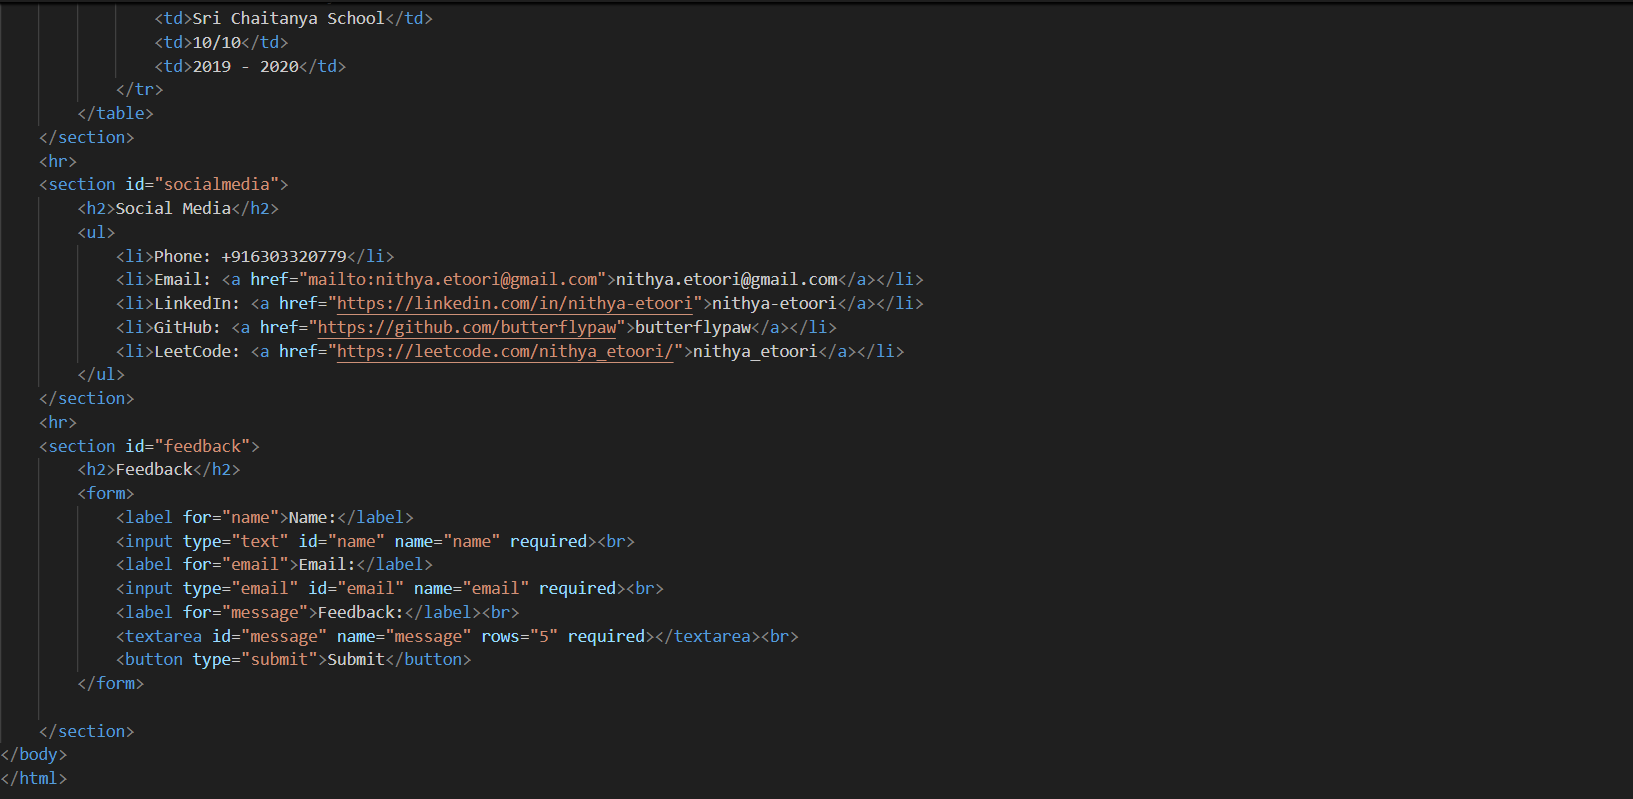 <td>Sri Chaitanya School</td>
<td>10/10</td>
<td>2019 - 2020</td>
</tr>
</table>
</section>
<hr>
<section id="socialmedia">
<h2>Social Media</h2>
<ul>
<li>Phone: +916303320779</li>
<li>Email: <a href="mailto:nithya.etoori@gmail.com">nithya.etoori@gmail.com</a></li>
<li>LinkedIn: <a href="https://linkedin.com/in/nithya-etoori">nithya-etoori</a></li>
<li>GitHub: <a href="https://github.com/butterflypaw">butterflypaw</a></li>
<li>LeetCode: <a href="https://leetcode.com/nithya_etoori/">nithya_etoori</a></li>
</ul>
</section>
<hr>
<section id="feedback">
<h2>Feedback</h2>
<form>
<label for="name">Name:</label>
<input type="text" id="name" name="name" required><br>
<label for="email">Email:</label>
<input type="email" id="email" name="email" required><br>
<label for="message">Feedback:</label><br>
<textarea id="message" name="message" rows="5" required></textarea><br>
<button type="submit">Submit</button>
</form>
</section>
</body>
</html>